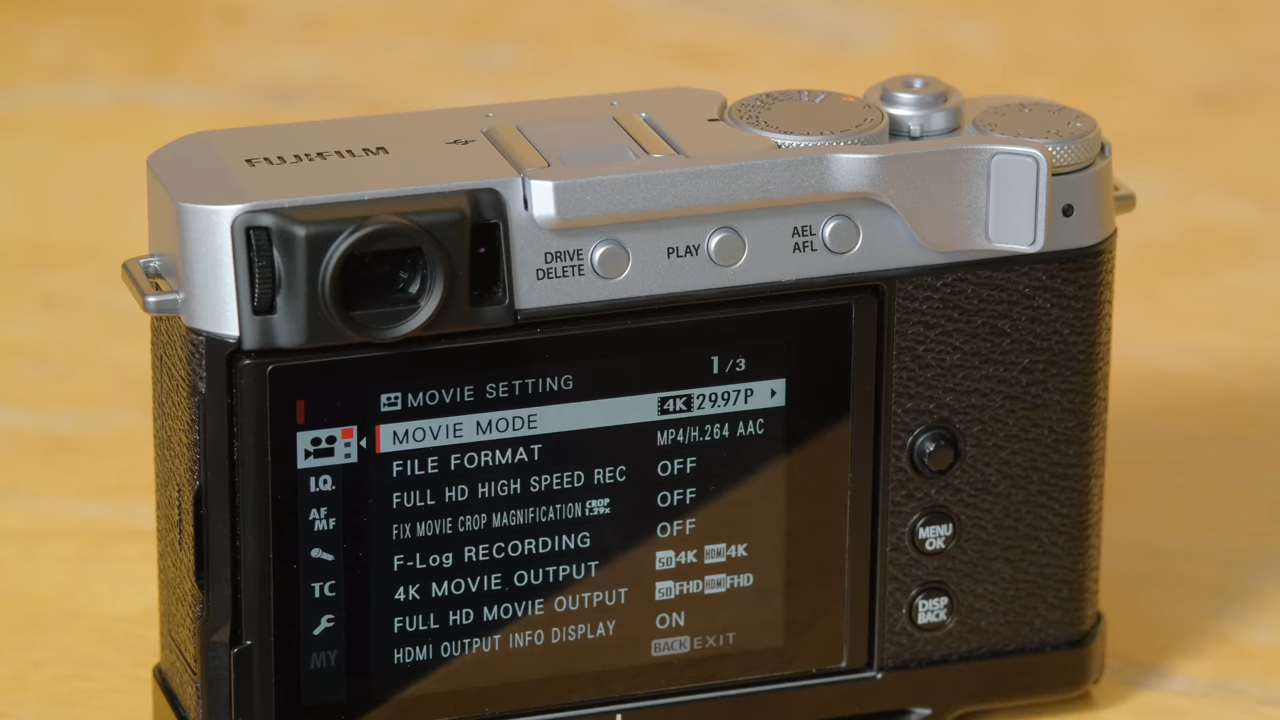 FUJIFILM
DRIVE
DELETE
PLAY
AEL
AFL
MOVIE SETTING 1/3
MOVIE MODE 4K 29.97P
FILE FORMAT MP4/H.264 AAC
FULL HD HIGH SPEED REC OFF
FIX MOVIE CROP MAGNIFICATION CROP 1.29x OFF
F-Log RECORDING OFF
4K MOVIE OUTPUT SD 4K HDMI 4K
FULL HD MOVIE OUTPUT SD FHD HDMI FHD
HDMI OUTPUT INFO DISPLAY ON
BACK EXIT
I.Q.
AF
MF
TC
MY
MENU
OK
DISP
BACK